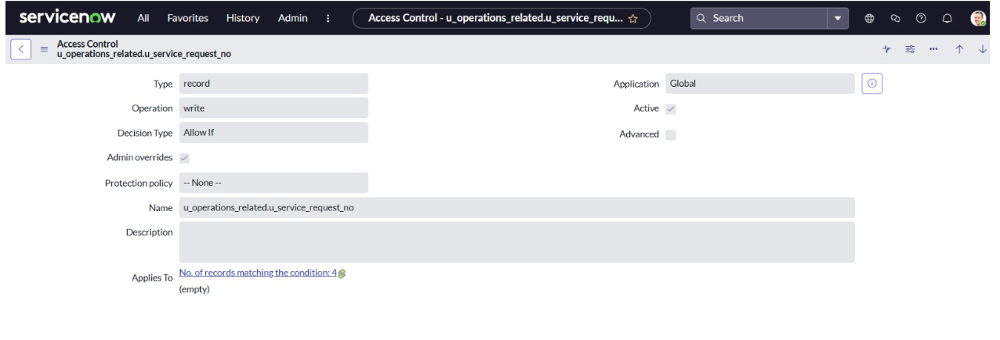 servicenow All Favorites History Admin Access Control - u_operations_related.u_service_requ... Search
Access Control
u_operations_related.u_service_request_no
Type record Application Global
Operation write Active
Decision Type Allow If Advanced
Admin overrides
Protection policy -- None --
Name u_operations_related.u_service_request_no
Description
Applies To No. of records matching the condition: 4
(empty)